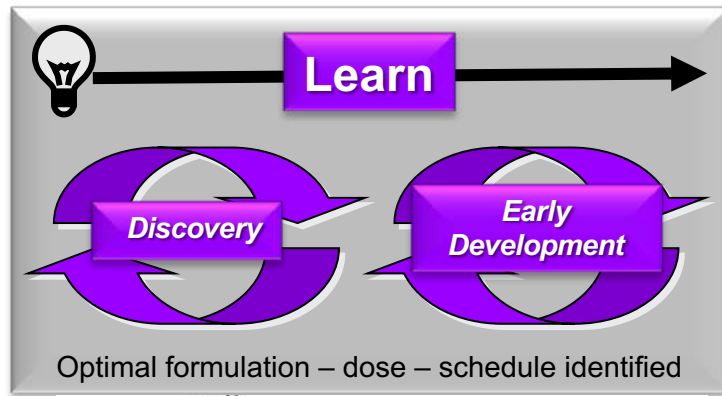 Learn
Discovery
Early
Development
Optimal formulation – dose – schedule identified